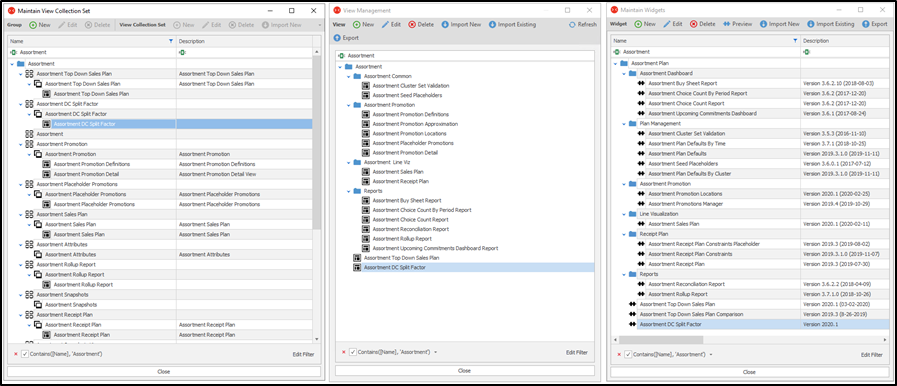 Maintain View Collection Set
Group New Edit Delete View Collection Set New Edit Delete Import New
Name Description
Assortment
Assortment
Assortment Top Down Sales Plan Assortment Top Down Sales Plan
Assortment Top Down Sales Plan Assortment Top Down Sales Plan
Assortment Top Down Sales Plan
Assortment DC Split Factor
Assortment DC Split Factor
Assortment DC Split Factor
Assortment
Assortment Promotion
Assortment Promotion Assortment Promotion
Assortment Promotion Definitions Assortment Promotion Definitions
Assortment Promotion Detail Assortment Promotion Detail View
Assortment Placeholder Promotions
Assortment Placeholder Promotions Assortment Placeholder Promotions
Assortment Placeholder Promotions Assortment Placeholder Promotions
Assortment Sales Plan
Assortment Sales Plan Assortment Sales Plan
Assortment Sales Plan Assortment Sales Plan
Assortment Attributes
Assortment Attributes Assortment Attributes
Assortment Rollup Report
Assortment Rollup Report
Assortment Rollup Report
Assortment Snapshots
Assortment Snapshots
Assortment Receipt Plan
Assortment Receipt Plan Assortment Receipt Plan
Assortment Receipt Plan Assortment Receipt Plan
Contains([Name], 'Assortment') Edit Filter
Close
View Management
View New Edit Delete Import New Import Existing Refresh
Export
Assortment
Assortment
Assortment Common
Assortment Cluster Set Validation
Assortment Seed Placeholders
Assortment Promotion
Assortment Promotion Definitions
Assortment Promotion Approximation
Assortment Promotion Locations
Assortment Placeholder Promotions
Assortment Promotion Detail
Assortment Line Viz
Assortment Sales Plan
Assortment Receipt Plan
Reports
Assortment Buy Sheet Report
Assortment Choice Count By Period Report
Assortment Choice Count Report
Assortment Reconciliation Report
Assortment Rollup Report
Assortment Upcoming Commitments Dashboard Report
Assortment Top Down Sales Plan
Assortment DC Split Factor
Contains([Name], 'Assortment') Edit Filter
Close
Maintain Widgets
Widget New Edit Delete Preview Import New Import Existing Export
Name Description
Assortment
Assortment Plan
Assortment Dashboard
Assortment Buy Sheet Report Version 3.6.2.10 (2018-08-03)
Assortment Choice Count By Period Report Version 3.6.2 (2017-12-20)
Assortment Choice Count Report Version 3.6.2 (2017-12-20)
Assortment Upcoming Commitments Dashboard Version 3.6.1 (2017-08-24)
Plan Management
Assortment Cluster Set Validation Version 3.5.3 (2016-11-10)
Assortment Plan Defaults By Time Version 3.7.1 (2018-10-25)
Assortment Plan Defaults Version 2019.3.1.0 (2019-11-11)
Assortment Seed Placeholders Version 3.6.0.1 (2017-07-12)
Assortment Plan Defaults By Cluster Version 2019.3.1.0 (2019-11-11)
Assortment Promotion
Assortment Promotion Locations Version 2020.1 (2020-02-25)
Assortment Promotions Manager Version 2019.4 (2019-10-29)
Line Visualization
Assortment Sales Plan Version 2020.1 (2020-02-11)
Receipt Plan
Assortment Receipt Plan Constraints Placeholder Version 2019.3 (2019-08-02)
Assortment Receipt Plan Constraints Version 2019.3.1.0 (2019-11-07)
Assortment Receipt Plan Version 2019.3 (2019-07-30)
Reports
Assortment Reconciliation Report Version 3.6.2.2 (2018-04-09)
Assortment Rollup Report Version 3.7.1.0 (2018-10-26)
Assortment Top Down Sales Plan Version 2020.1 (03-02-2020)
Assortment Top Down Sales Plan Comparison Version 2019.3 (8-26-2019)
Assortment DC Split Factor Version 2020.1
Contains([Name], 'Assortment') Edit Filter
Close